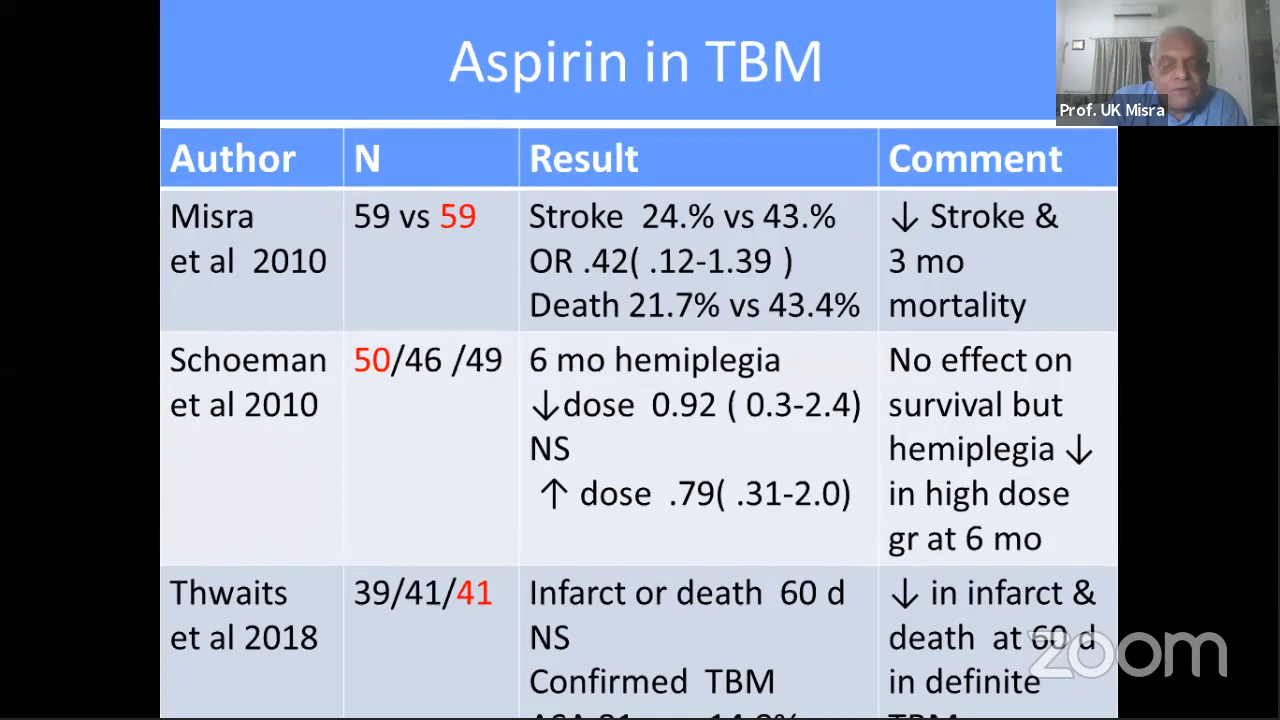 Aspirin in TBM
Prof. UK Misra
Author N Result Comment
Misra 59 vs 59 Stroke 24.% vs 43.% ↓ Stroke &
et al 2010 OR .42( .12-1.39 ) 3 mo
Death 21.7% vs 43.4% mortality
Schoeman 50/46 /49 6 mo hemiplegia No effect on
et al 2010 ↓dose 0.92 ( 0.3-2.4) survival but
NS hemiplegia ↓
↑ dose .79( .31-2.0) in high dose
gr at 6 mo
Thwaits 39/41/41 Infarct or death 60 d ↓ in infarct &
et al 2018 NS death at 60 d
Confirmed TBM in definite
TBM
zoom